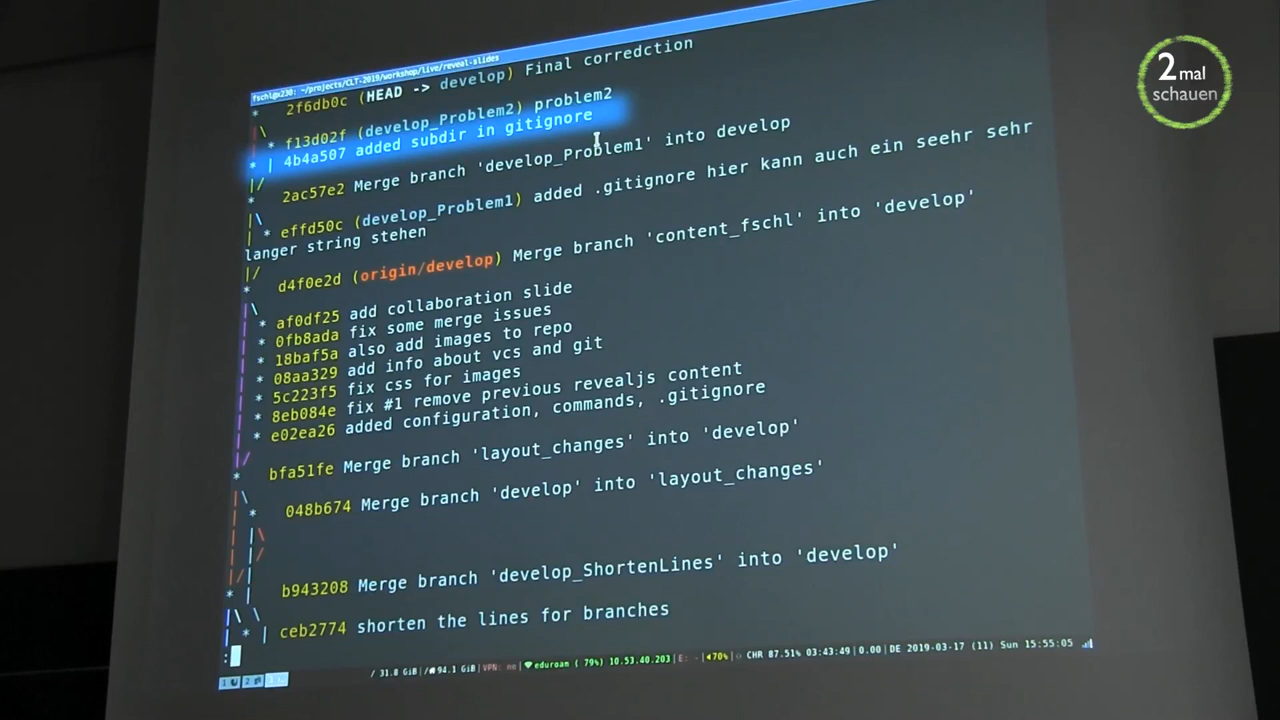 fschl@x230: ~/projects/CLT-2019/workshop/live/reveal-slides
2mal
schauen
* 2f6db0c (HEAD -> develop) Final corredction
|\
| * f13d02f (develop_Problem2) problem2
* | 4b4a507 added subdir in gitignore
|/
* 2ac57e2 Merge branch 'develop_Problem1' into develop
|\
| * effd50c (develop_Problem1) added .gitignore hier kann auch ein seehr sehr
langer string stehen
|/
* d4f0e2d (origin/develop) Merge branch 'content_fschl' into 'develop'
|\
| * af0df25 add collaboration slide
| * 0fb8ada fix some merge issues
| * 18baf5a also add images to repo
| * 08aa329 add info about vcs and git
| * 5c223f5 fix css for images
| * 8eb084e fix #1 remove previous revealjs content
| * e02ea26 added configuration, commands, .gitignore
|/
* bfa51fe Merge branch 'layout_changes' into 'develop'
|\
| * 048b674 Merge branch 'develop' into 'layout_changes'
| |\
| |/
|/|
* | b943208 Merge branch 'develop_ShortenLines' into 'develop'
|\ \
| * | ceb2774 shorten the lines for branches
:
1 2 3 / 31.8 GiB|/ 94.1 GiB|VPN: no| eduroam ( 79%) 10.53.40.203|E: -| 70%| CHR 87.51% 03:43:49|0.00|DE 2019-03-17 (11) Sun 15:55:05